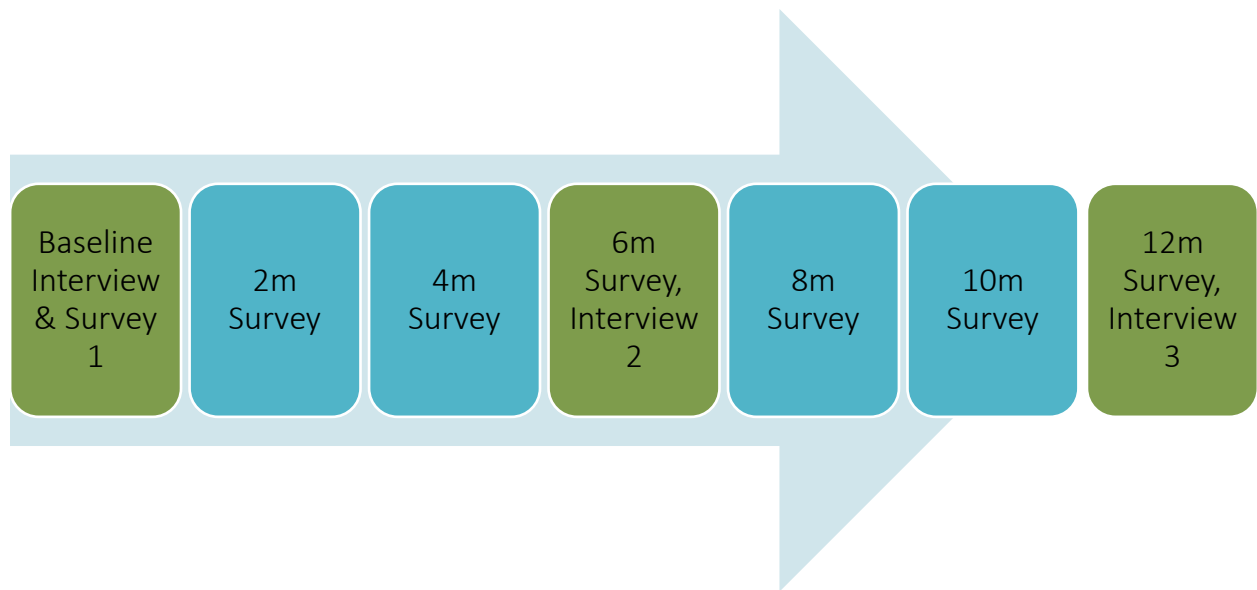 Baseline
Interview
& Survey
1
2m
Survey
4m
Survey
6m
Survey,
Interview
2
8m
Survey
10m
Survey
12m
Survey,
Interview
3